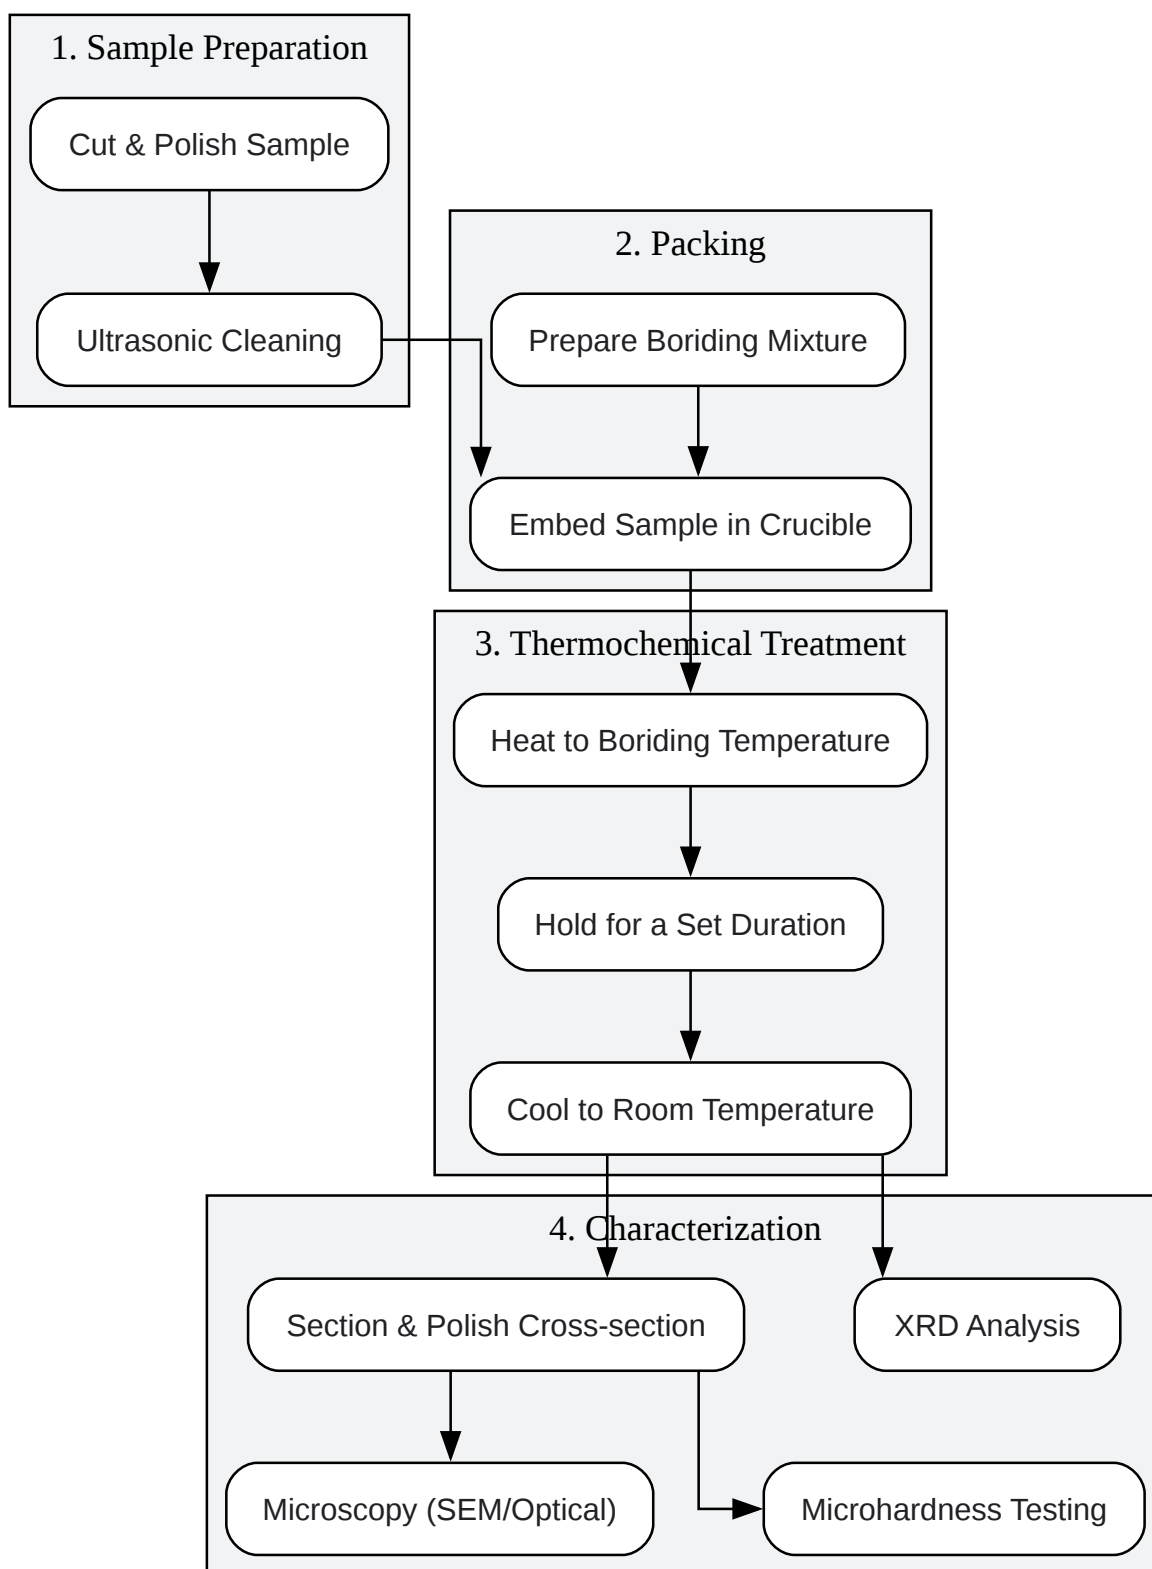 1. Sample Preparation
Cut & Polish Sample
Ultrasonic Cleaning
2. Packing
Prepare Boriding Mixture
Embed Sample in Crucible
3. Thermochemical Treatment
Heat to Boriding Temperature
Hold for a Set Duration
Cool to Room Temperature
4. Characterization
Section & Polish Cross-section
XRD Analysis
Microscopy (SEM/Optical)
Microhardness Testing